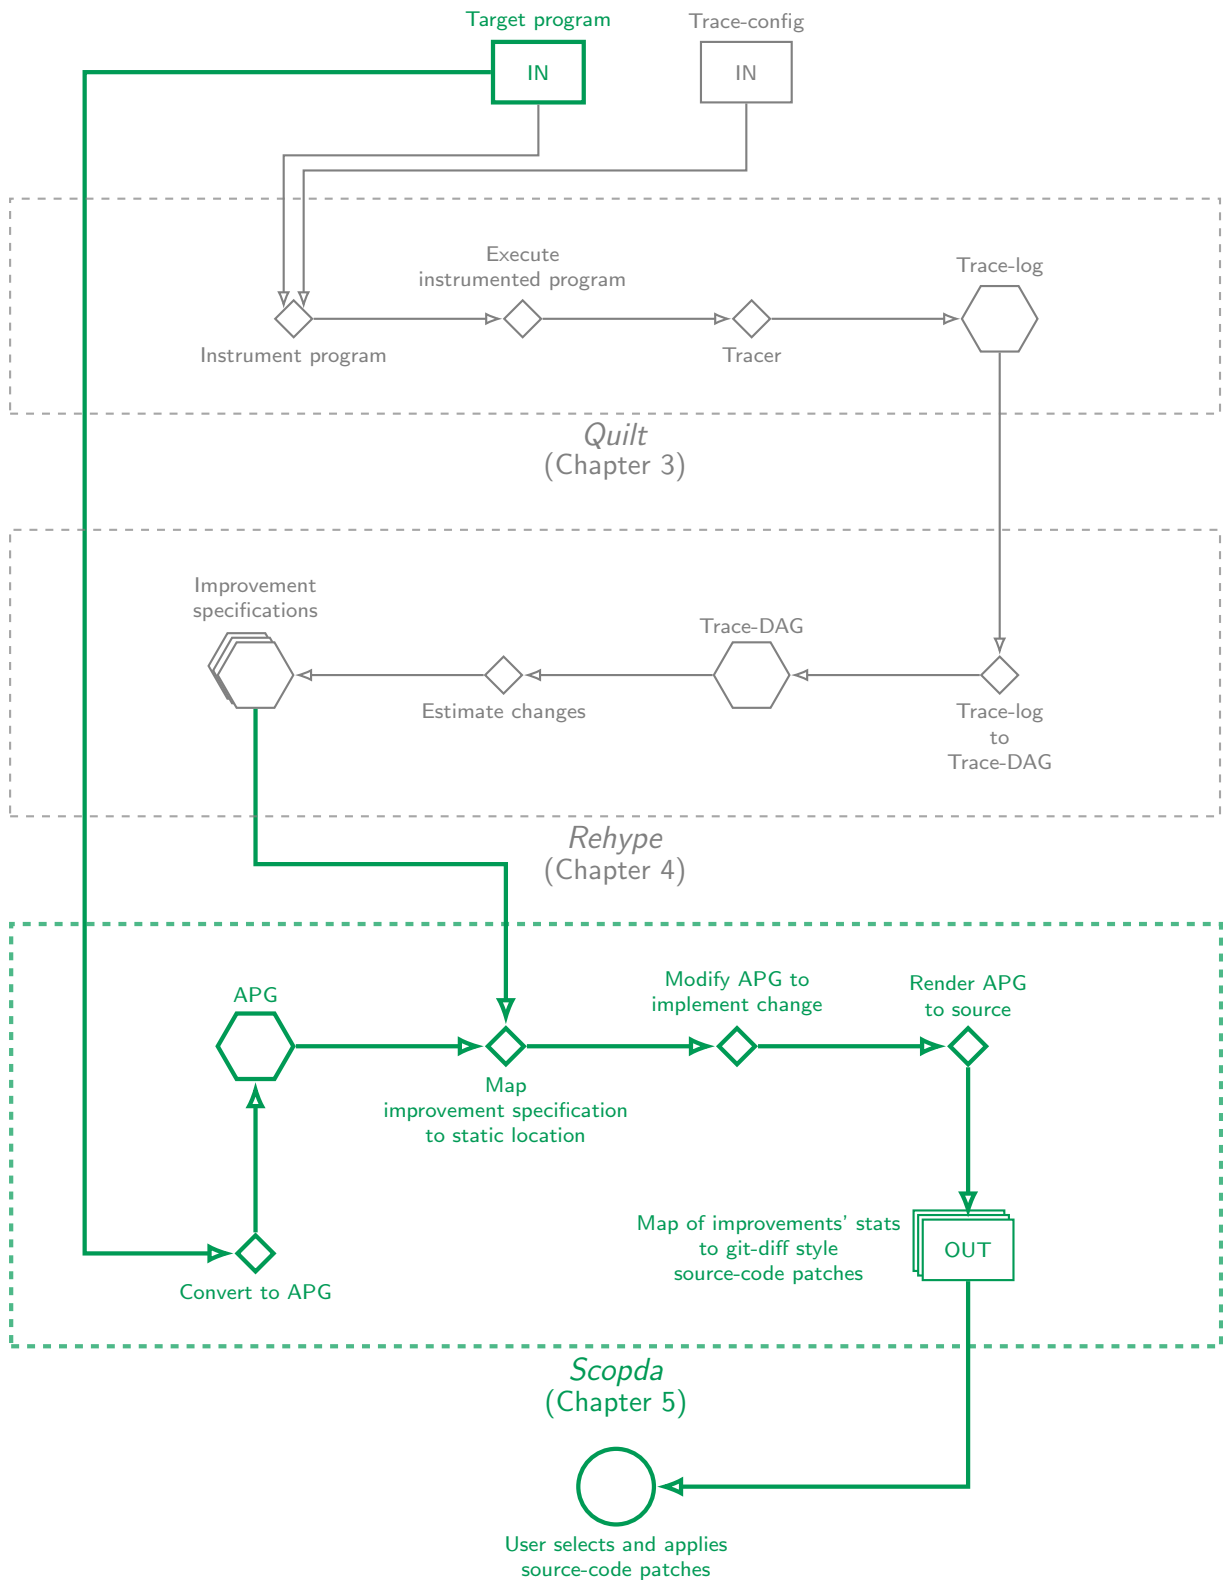 Target program
Trace-config
IN
IN
Execute
instrumented program
Trace-log
Instrument program
Tracer
Quilt
(Chapter 3)
Improvement
specifications
Trace-DAG
Estimate changes
Trace-log
to
Trace-DAG
Rehype
(Chapter 4)
APG
Modify APG to
implement change
Render APG
to source
Map
improvement specification
to static location
Convert to APG
Map of improvements' stats
to git-diff style
source-code patches
OUT
Scopda
(Chapter 5)
User selects and applies
source-code patches